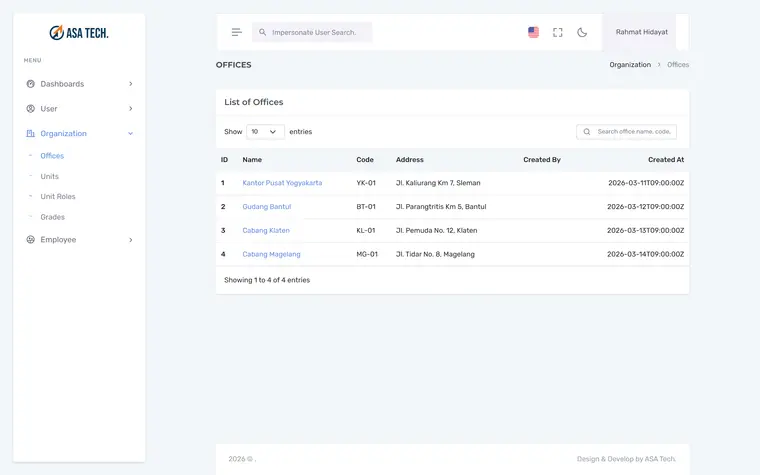 ASA TECH.
MENU
Dashboards
User
Organization
Offices
Units
Unit Roles
Grades
Employee
Impersonate User Search.
Rahmat Hidayat
OFFICES
Organization > Offices
List of Offices
Show 10 entries
Search office name, code,
ID Name Code Address Created By Created At
1 Kantor Pusat Yogyakarta YK-01 Jl. Kaliurang Km 7, Sleman 2026-03-11T09:00:00Z
2 Gudang Bantul BT-01 Jl. Parangtritis Km 5, Bantul 2026-03-12T09:00:00Z
3 Cabang Klaten KL-01 Jl. Pemuda No. 12, Klaten 2026-03-13T09:00:00Z
4 Cabang Magelang MG-01 Jl. Tidar No. 8, Magelang 2026-03-14T09:00:00Z
Showing 1 to 4 of 4 entries
2026 © .
Design & Develop by ASA Tech.